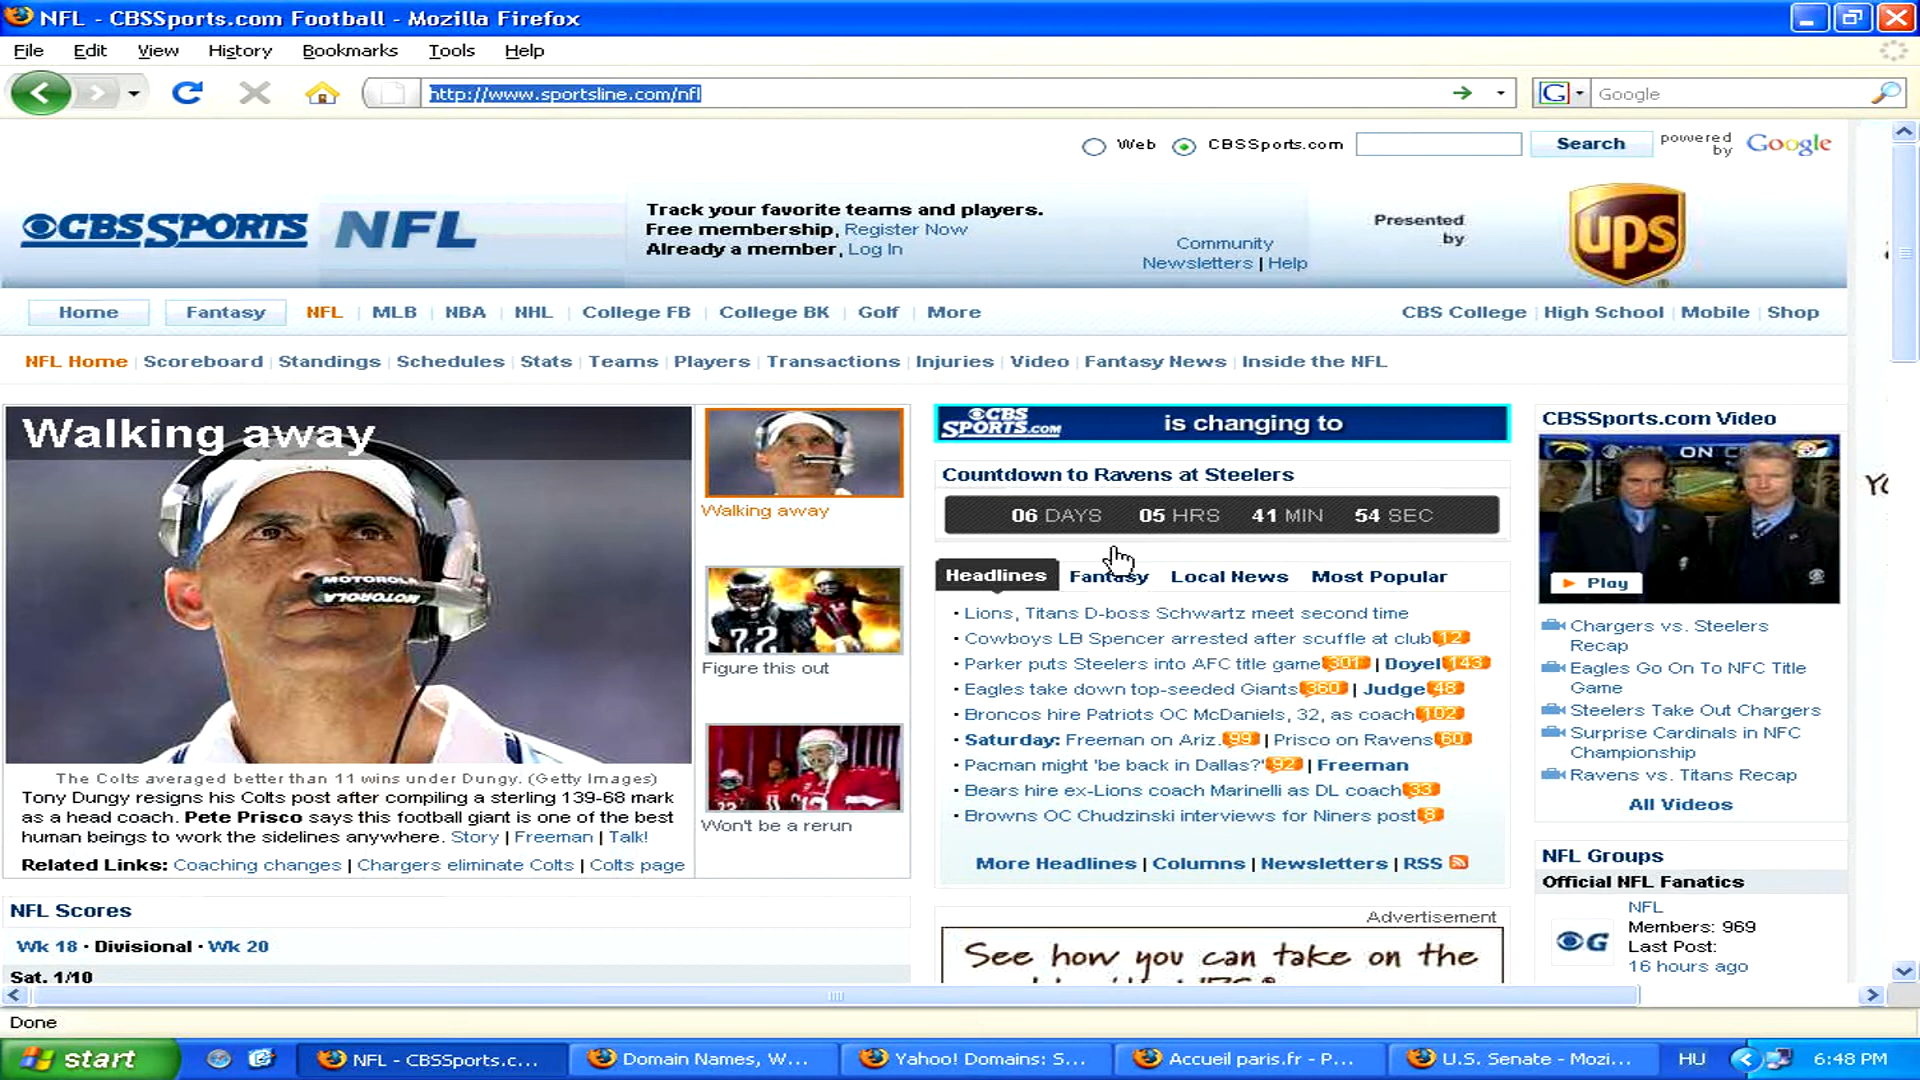 NFL - CBSSports.com Football - Mozilla Firefox
File Edit View History Bookmarks Tools Help
http://www.sportsline.com/nfl
G Google
Web CBSSports.com Search powered by Google
CBS SPORTS NFL
Track your favorite teams and players.
Free membership, Register Now
Already a member, Log In
Community
Newsletters | Help
Presented by
ups
Home Fantasy NFL MLB NBA NHL College FB College BK Golf More CBS College High School Mobile Shop
NFL Home Scoreboard Standings Schedules Stats Teams Players Transactions Injuries Video Fantasy News Inside the NFL
Walking away
MOTOROLA
MOTOROLA
The Colts averaged better than 11 wins under Dungy. (Getty Images)
Tony Dungy resigns his Colts post after compiling a sterling 139-68 mark
as a head coach. Pete Prisco says this football giant is one of the best
human beings to work the sidelines anywhere. Story | Freeman | Talk!
Related Links: Coaching changes | Chargers eliminate Colts | Colts page
Walking away
Figure this out
Won't be a rerun
NFL Scores
Wk 18 · Divisional · Wk 20
Sat. 1/10
CBS SPORTS.COM is changing to
Countdown to Ravens at Steelers
06 DAYS 05 HRS 41 MIN 54 SEC
Headlines Fantasy Local News Most Popular
· Lions, Titans D-boss Schwartz meet second time
· Cowboys LB Spencer arrested after scuffle at club 12
· Parker puts Steelers into AFC title game 301 | Doyel 143
· Eagles take down top-seeded Giants 360 | Judge 48
· Broncos hire Patriots OC McDaniels, 32, as coach 102
· Saturday: Freeman on Ariz. 99 | Prisco on Ravens 60
· Pacman might 'be back in Dallas?' 92 | Freeman
· Bears hire ex-Lions coach Marinelli as DL coach 33
· Browns OC Chudzinski interviews for Niners post 8
More Headlines | Columns | Newsletters | RSS
Advertisement
See how you can take on the
CBSSports.com Video
ON
Play
Chargers vs. Steelers
Recap
Eagles Go On To NFC Title
Game
Steelers Take Out Chargers
Surprise Cardinals in NFC
Championship
Ravens vs. Titans Recap
All Videos
NFL Groups
Official NFL Fanatics
G
NFL
Members: 969
Last Post:
16 hours ago
Done
start NFL - CBSSports.c... Domain Names, W... Yahoo! Domains: S... Accueil paris.fr - P... U.S. Senate - Mozi... HU 6:48 PM